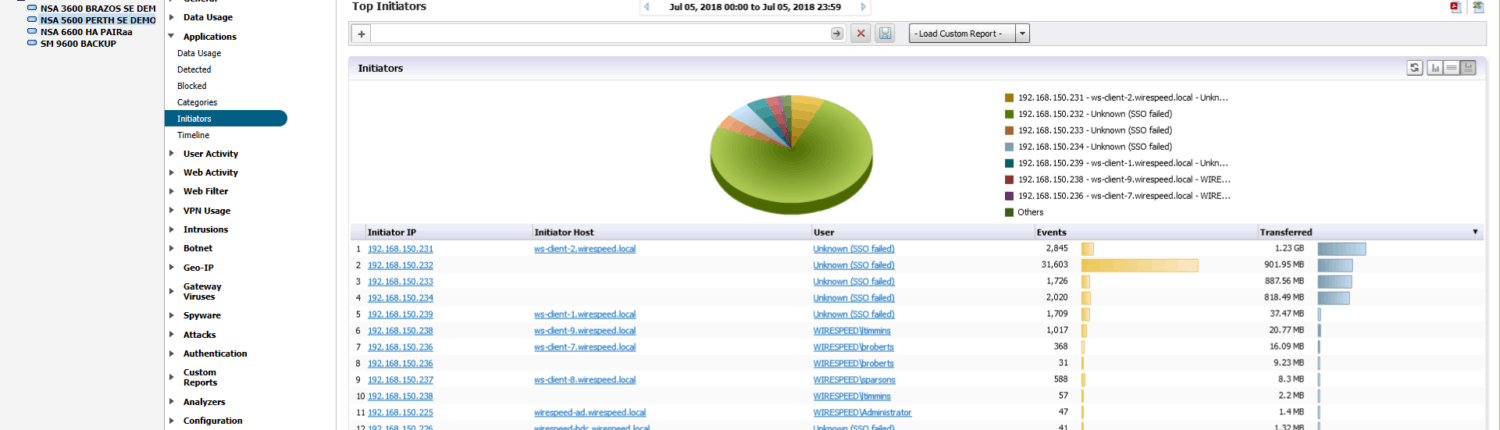 General
NSA 3600 BRAZOS SE DEM
NSA 5600 PERTH SE DEMO
NSA 6600 HA PAIRaa
SM 9600 BACKUP
Data Usage
Applications
Data Usage
Detected
Blocked
Categories
Initiators
Timeline
User Activity
Web Activity
Web Filter
VPN Usage
Intrusions
Botnet
Geo-IP
Gateway
Viruses
Spyware
Attacks
Authentication
Custom
Reports
Analyzers
Configuration
Top Initiators
Jul 05, 2018 00:00 to Jul 05, 2018 23:59
- Load Custom Report -
Initiators
192.168.150.231 - ws-client-2.wirespeed.local - Unkn...
192.168.150.232 - Unknown (SSO failed)
192.168.150.233 - Unknown (SSO failed)
192.168.150.234 - Unknown (SSO failed)
192.168.150.239 - ws-client-1.wirespeed.local - Unkn...
192.168.150.238 - ws-client-9.wirespeed.local - WIRE...
192.168.150.236 - ws-client-7.wirespeed.local - WIRE...
Others
Initiator IP Initiator Host User Events Transferred
1 192.168.150.231 ws-client-2.wirespeed.local Unknown (SSO failed) 2,845 1.23 GB
2 192.168.150.232 Unknown (SSO failed) 31,603 901.95 MB
3 192.168.150.233 Unknown (SSO failed) 1,726 887.56 MB
4 192.168.150.234 Unknown (SSO failed) 2,020 818.49 MB
5 192.168.150.239 ws-client-1.wirespeed.local Unknown (SSO failed) 1,709 37.47 MB
6 192.168.150.238 ws-client-9.wirespeed.local WIRESPEED\jtimmins 1,017 20.77 MB
7 192.168.150.236 ws-client-7.wirespeed.local WIRESPEED\broberts 368 16.09 MB
8 192.168.150.236 WIRESPEED\broberts 31 9.23 MB
9 192.168.150.237 ws-client-8.wirespeed.local WIRESPEED\sparsons 588 8.3 MB
10 192.168.150.238 WIRESPEED\jtimmins 57 2.2 MB
11 192.168.150.225 wirespeed-ad.wirespeed.local WIRESPEED\Administrator 47 1.4 MB
12 192.168.150.226 wirespeed-bdc.wirespeed.local Unknown (SSO failed) 41 1.32 MB